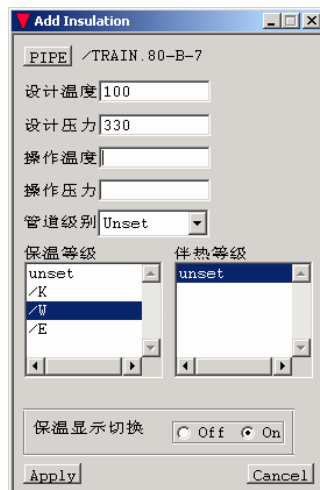 Add Insulation
PIPE /TRAIN.80-B-7
设计温度 100
设计压力 330
操作温度
操作压力
管道级别 Unset
保温等级 伴热等级
unset unset
/K
/W
/E
保温显示切换 Off On
Apply Cancel